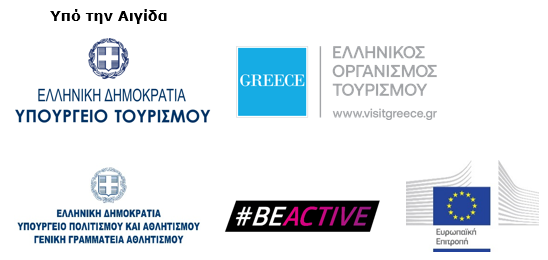 Υπό την Αιγίδα
ΕΛΛΗΝΙΚΗ ΔΗΜΟΚΡΑΤΙΑ
ΥΠΟΥΡΓΕΙΟ ΤΟΥΡΙΣΜΟΥ
GREECE
ΕΛΛΗΝΙΚΟΣ
ΟΡΓΑΝΙΣΜΟΣ
ΤΟΥΡΙΣΜΟΥ
www.visitgreece.gr
ΕΛΛΗΝΙΚΗ ΔΗΜΟΚΡΑΤΙΑ
ΥΠΟΥΡΓΕΙΟ ΠΟΛΙΤΙΣΜΟΥ ΚΑΙ ΑΘΛΗΤΙΣΜΟΥ
ΓΕΝΙΚΗ ΓΡΑΜΜΑΤΕΙΑ ΑΘΛΗΤΙΣΜΟΥ
#BEACTIVE
Ευρωπαϊκή
Επιτροπή